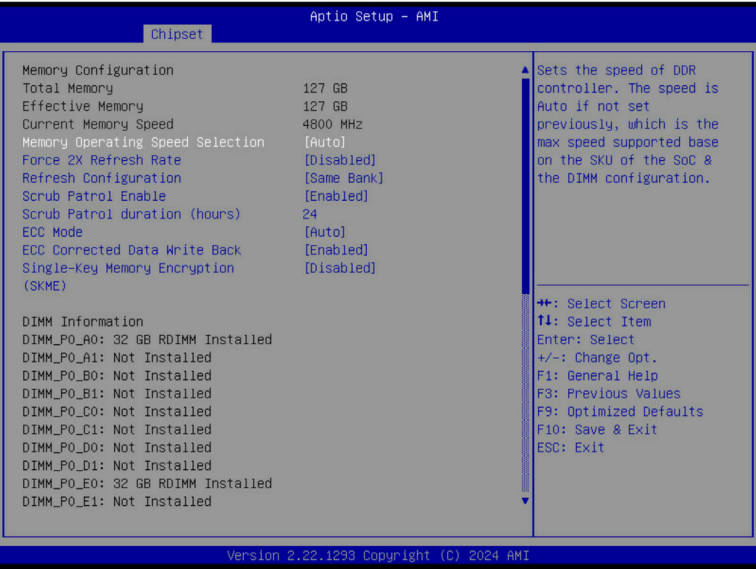 Aptio Setup – AMI
Chipset
Memory Configuration
Total Memory 127 GB
Effective Memory 127 GB
Current Memory Speed 4800 MHz
Memory Operating Speed Selection [Auto]
Force 2X Refresh Rate [Disabled]
Refresh Configuration [Same Bank]
Scrub Patrol Enable [Enabled]
Scrub Patrol duration (hours) 24
ECC Mode [Auto]
ECC Corrected Data Write Back [Enabled]
Single-Key Memory Encryption [Disabled]
(SKME)
DIMM Information
DIMM_P0_A0: 32 GB RDIMM Installed
DIMM_P0_A1: Not Installed
DIMM_P0_B0: Not Installed
DIMM_P0_B1: Not Installed
DIMM_P0_C0: Not Installed
DIMM_P0_C1: Not Installed
DIMM_P0_D0: Not Installed
DIMM_P0_D1: Not Installed
DIMM_P0_E0: 32 GB RDIMM Installed
DIMM_P0_E1: Not Installed
Sets the speed of DDR
controller. The speed is
Auto if not set
previously, which is the
max speed supported base
on the SKU of the SoC &
the DIMM configuration.
→←: Select Screen
↑↓: Select Item
Enter: Select
+/-: Change Opt.
F1: General Help
F3: Previous Values
F9: Optimized Defaults
F10: Save & Exit
ESC: Exit
Version 2.22.1293 Copyright (C) 2024 AMI